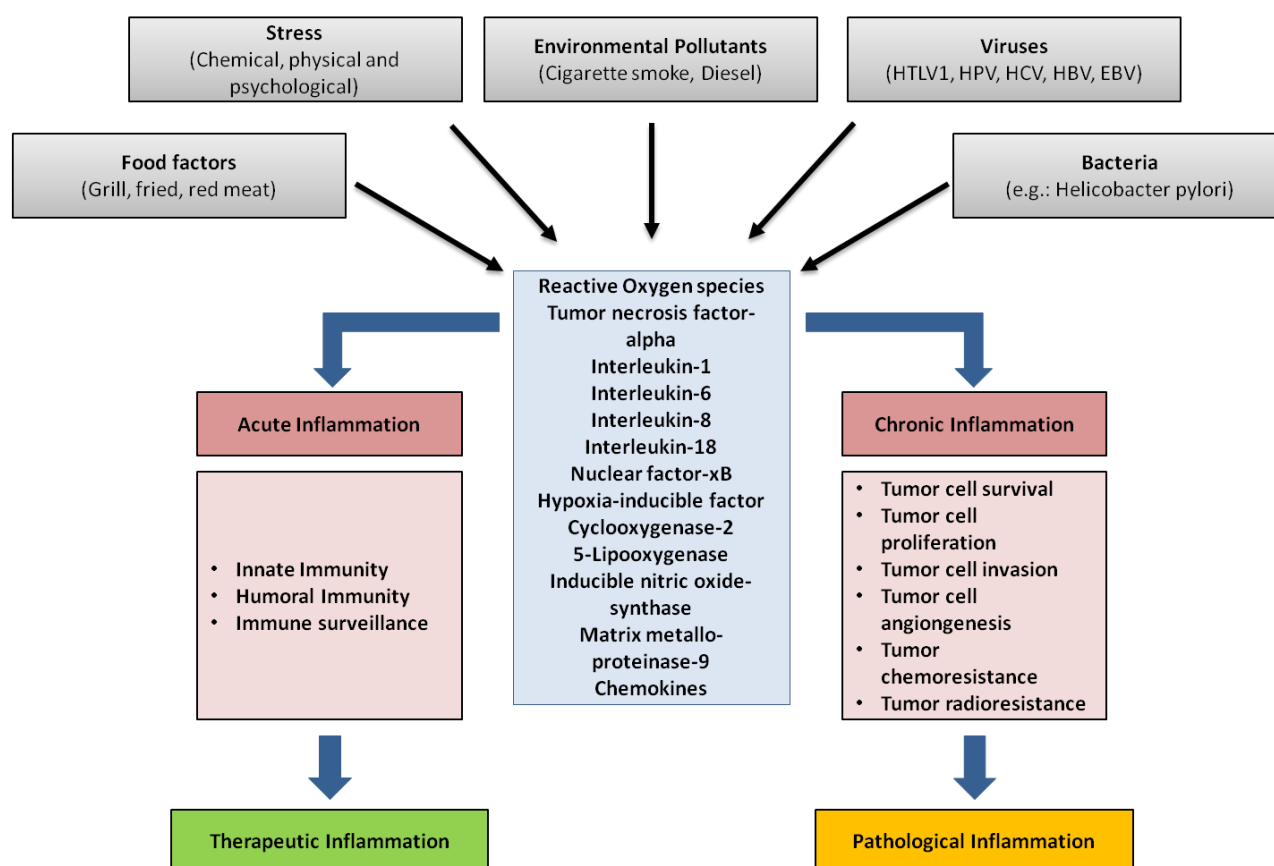 Stress
(Chemical, physical and
psychological)
Environmental Pollutants
(Cigarette smoke, Diesel)
Viruses
(HTLV1, HPV, HCV, HBV, EBV)
Food factors
(Grill, fried, red meat)
Bacteria
(e.g.: Helicobacter pylori)
Reactive Oxygen species
Tumor necrosis factor-
alpha
Interleukin-1
Interleukin-6
Interleukin-8
Interleukin-18
Nuclear factor-xB
Hypoxia-inducible factor
Cyclooxygenase-2
5-Lipooxygenase
Inducible nitric oxide-
synthase
Matrix metallo-
proteinase-9
Chemokines
Acute Inflammation
• Innate Immunity
• Humoral Immunity
• Immune surveillance
Therapeutic Inflammation
Chronic Inflammation
• Tumor cell survival
• Tumor cell
proliferation
• Tumor cell invasion
• Tumor cell
angiongenesis
• Tumor
chemoresistance
• Tumor radioresistance
Pathological Inflammation